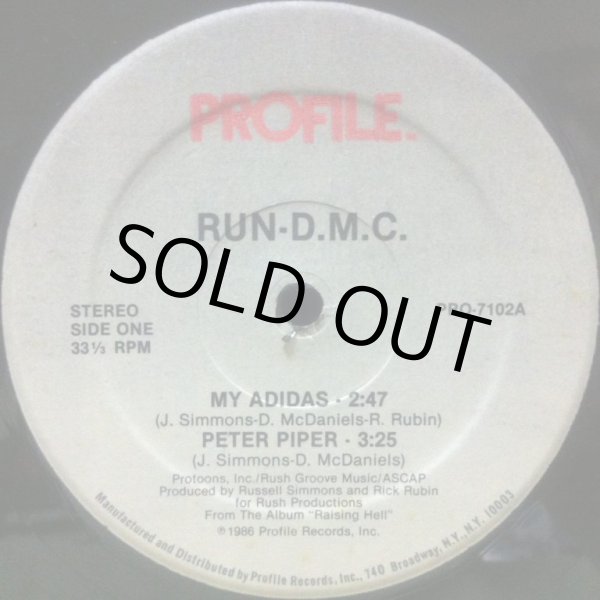 PROFILE.
RUN-D.M.C.
SOLD OUT
STEREO
SIDE ONE
33⅓ RPM
PRO-7102A
MY ADIDAS · 2:47
(J. Simmons-D. McDaniels-R. Rubin)
PETER PIPER · 3:25
(J. Simmons-D. McDaniels)
Protoons, Inc./Rush Groove Music/ASCAP
Produced by Russell Simmons and Rick Rubin
for Rush Productions
From The Album "Raising Hell"
℗1986 Profile Records, Inc.
Manufactured and Distributed by Profile Records, Inc., 740 Broadway, N.Y., N.Y. 10003